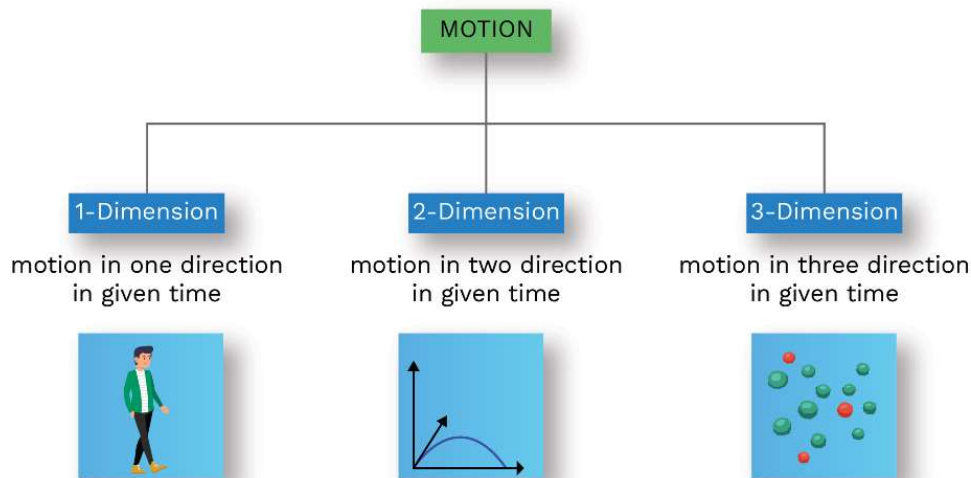 MOTION
1-Dimension
motion in one direction
in given time
2-Dimension
motion in two direction
in given time
3-Dimension
motion in three direction
in given time